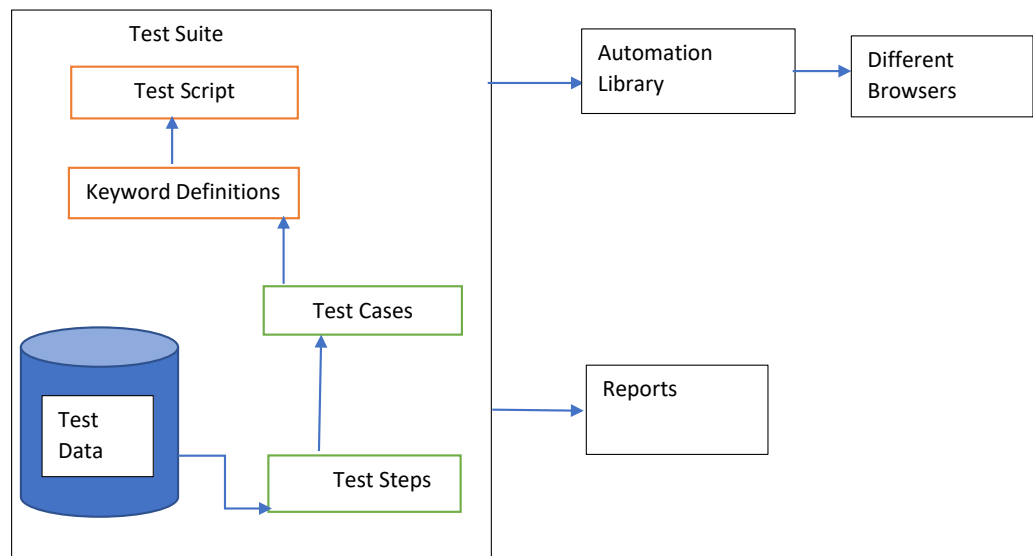 Test Suite
Test Script
Keyword Definitions
Test Cases
Test
Data
Test Steps
Automation
Library
Different
Browsers
Reports